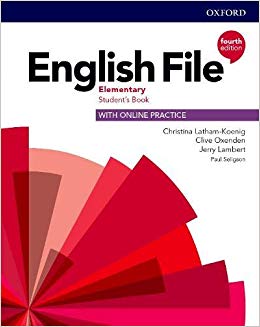 OXFORD
fourth edition
English File
Elementary
Student's Book
WITH ONLINE PRACTICE
Christina Latham-Koenig
Clive Oxenden
Jerry Lambert
Paul Seligson